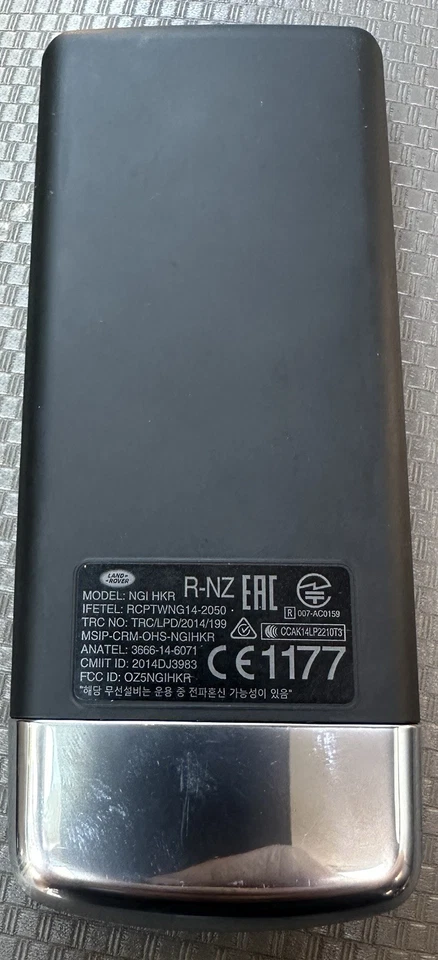 LAND
ROVER
MODEL: NGI HKR
R-NZ
EAC
IFETEL: RCPTWNG14-2050
R 007-AC0159
TRC NO: TRC/LPD/2014/199
CCAK14LP2210T3
MSIP-CRM-OHS-NGIHKR
ANATEL: 3666-14-6071
CMIIT ID: 2014DJ3983
CE1177
FCC ID: OZ5NGIHKR
"해당 무선설비는 운용 중 전파혼신 가능성이 있음"